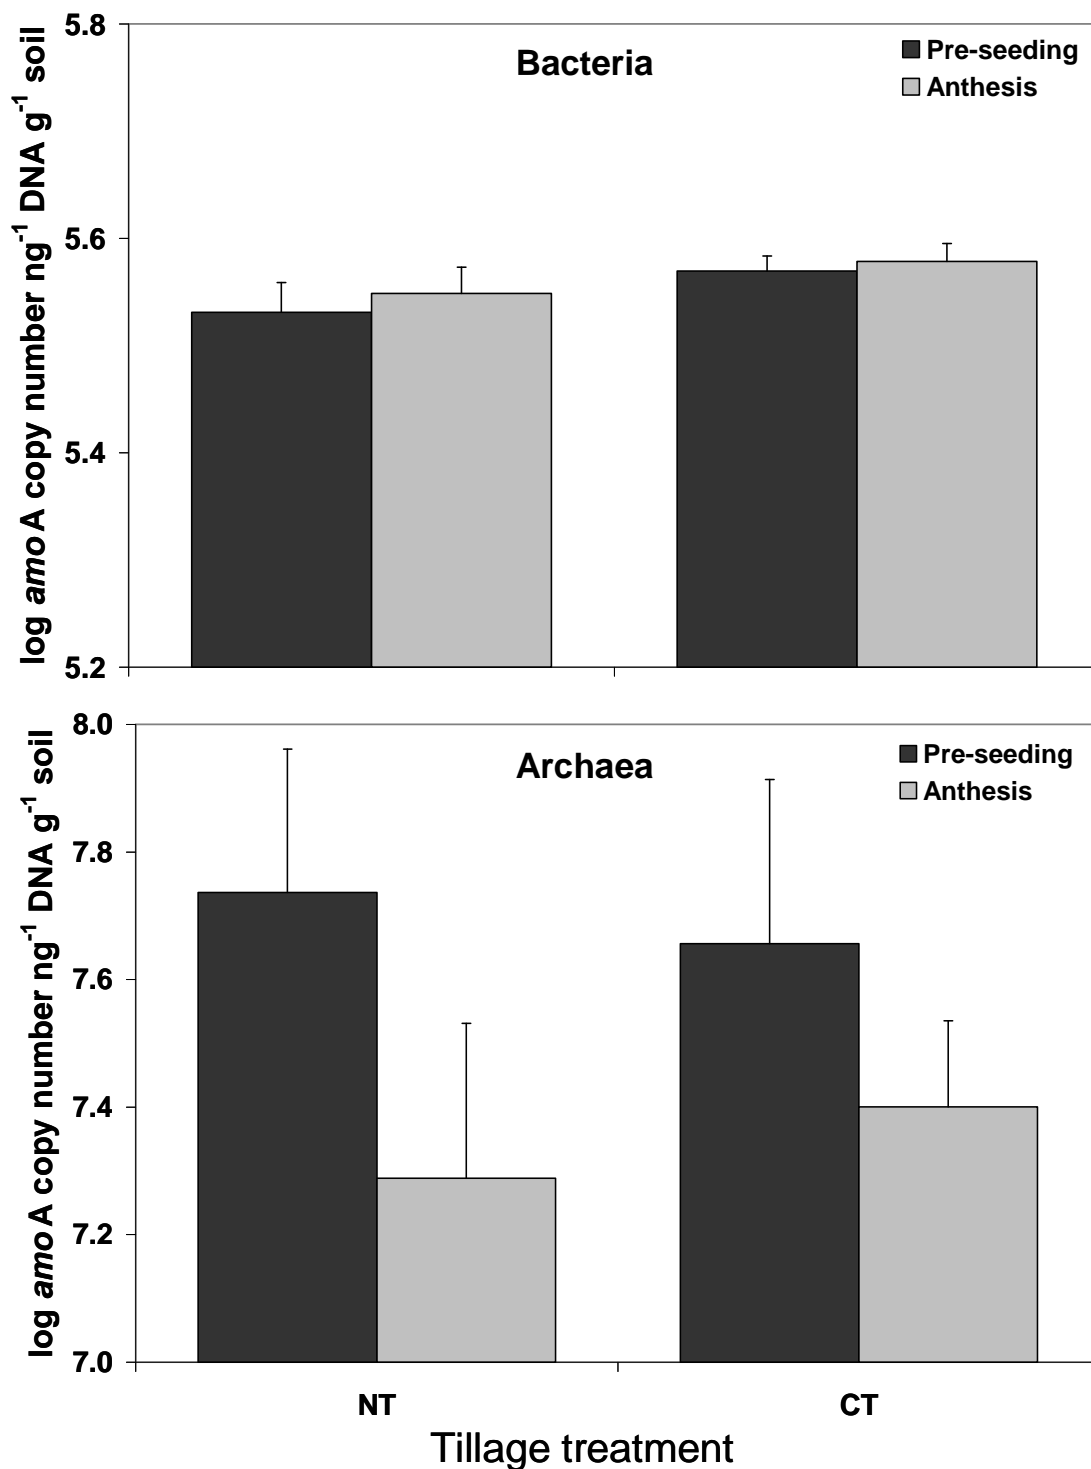 5.8
Bacteria
Pre-seeding
Anthesis
log amoA copy number ng-1 DNA g-1 soil
5.6
5.4
5.2
8.0
Archaea
Pre-seeding
Anthesis
log amoA copy number ng-1 DNA g-1 soil
7.8
7.6
7.4
7.2
7.0
NT CT
Tillage treatment